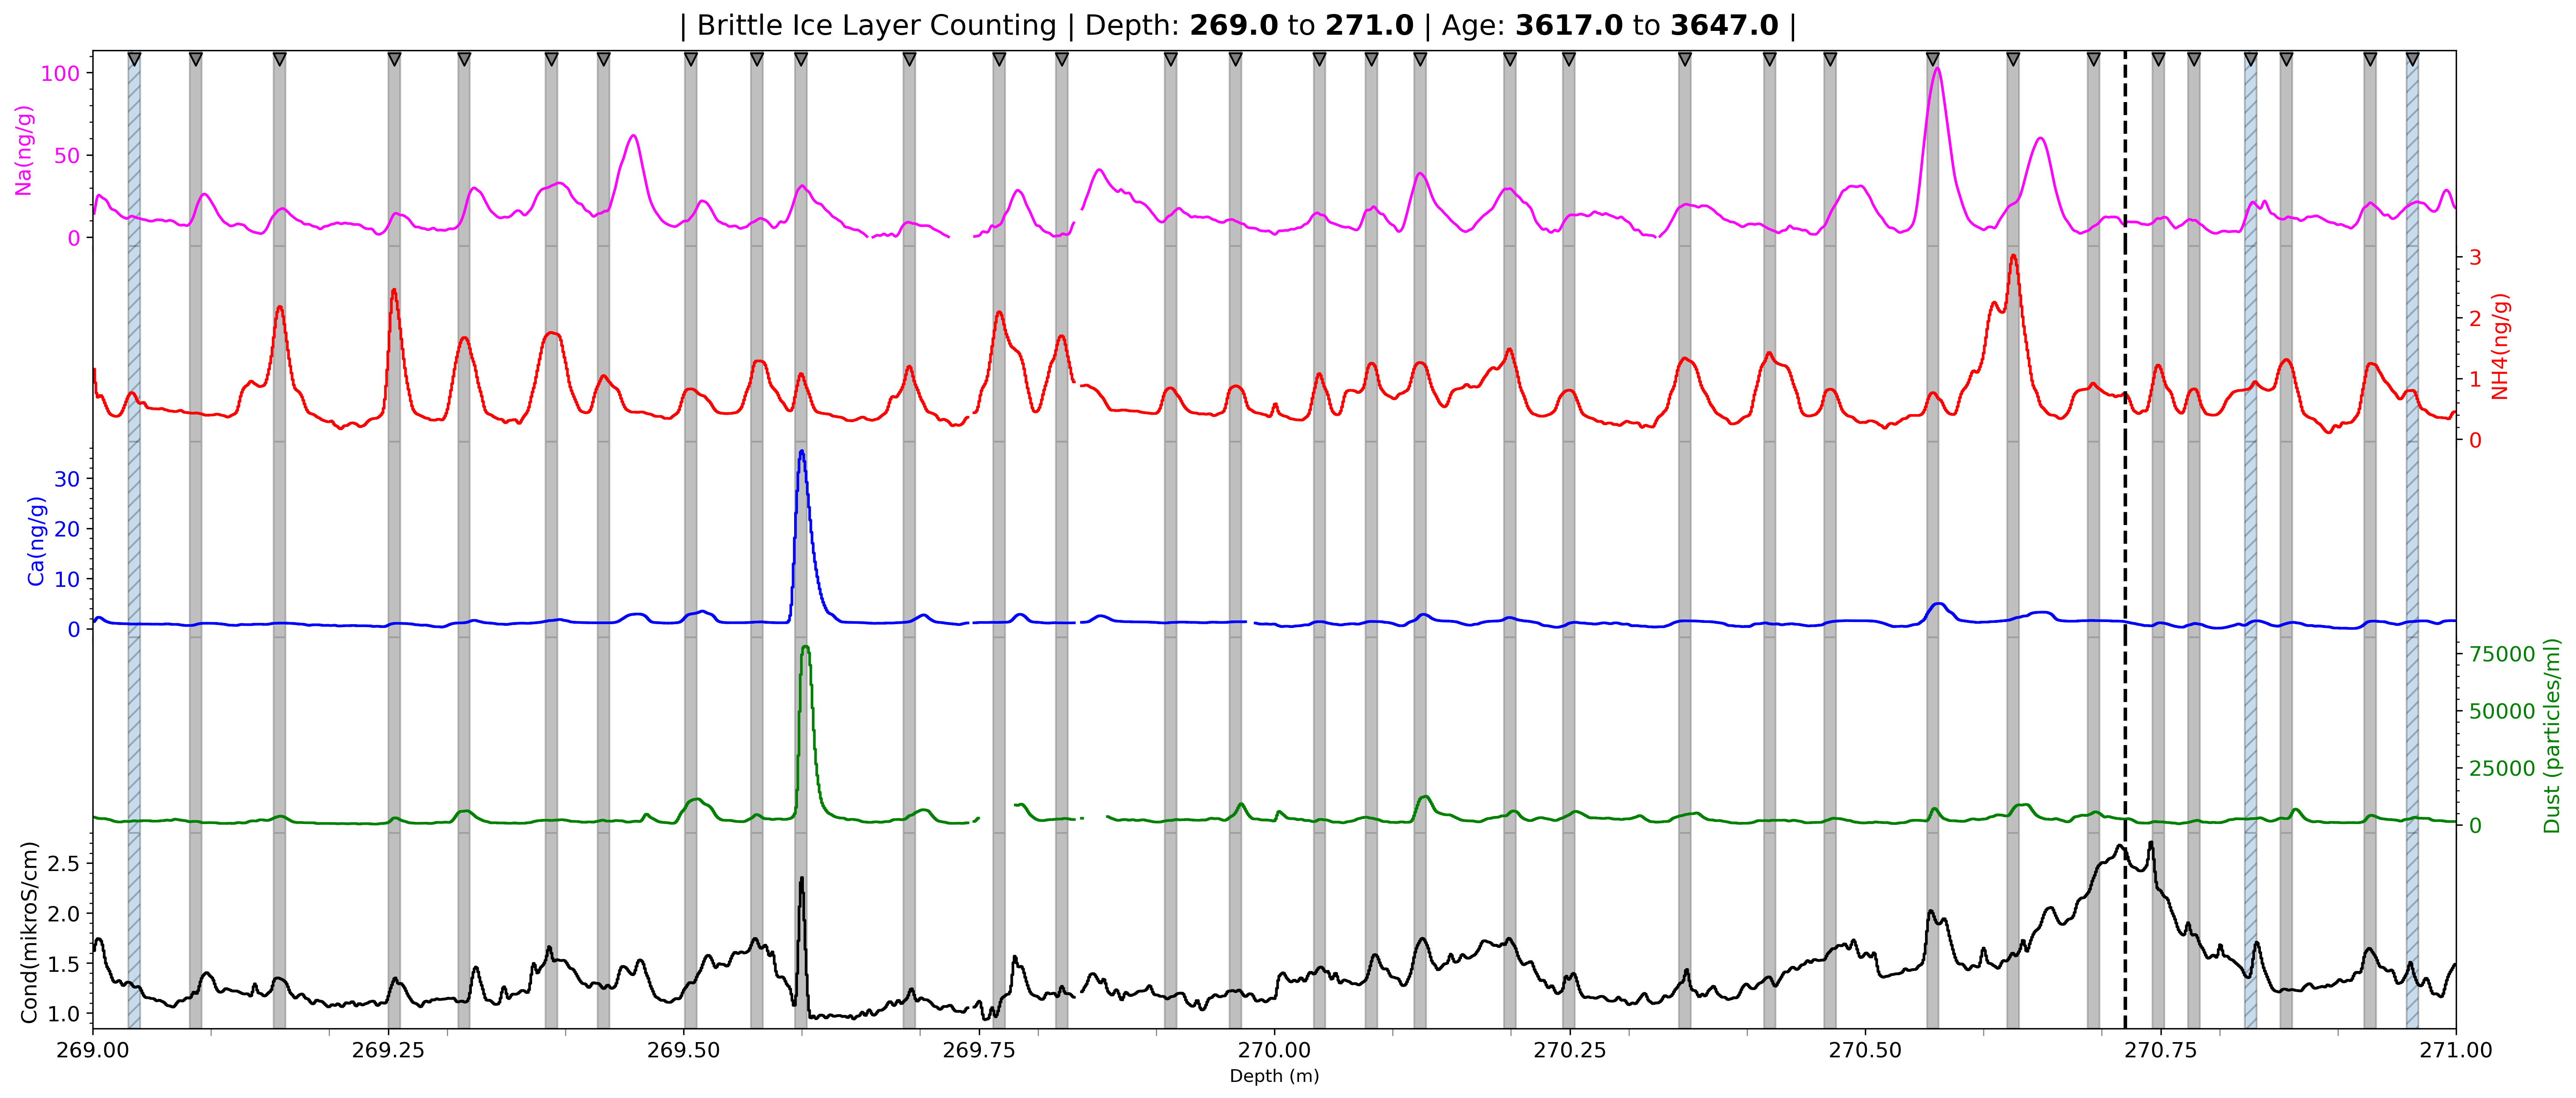 | Brittle Ice Layer Counting | Depth: 269.0 to 271.0 | Age: 3617.0 to 3647.0 |
Na(ng/g)
100
50
0
NH4(ng/g)
3
2
1
0
Ca(ng/g)
30
20
10
0
Dust (particles/ml)
75000
50000
25000
0
Cond(mikroS/cm)
2.5
2.0
1.5
1.0
269.00 269.25 269.50 269.75 270.00 270.25 270.50 270.75 271.00
Depth (m)